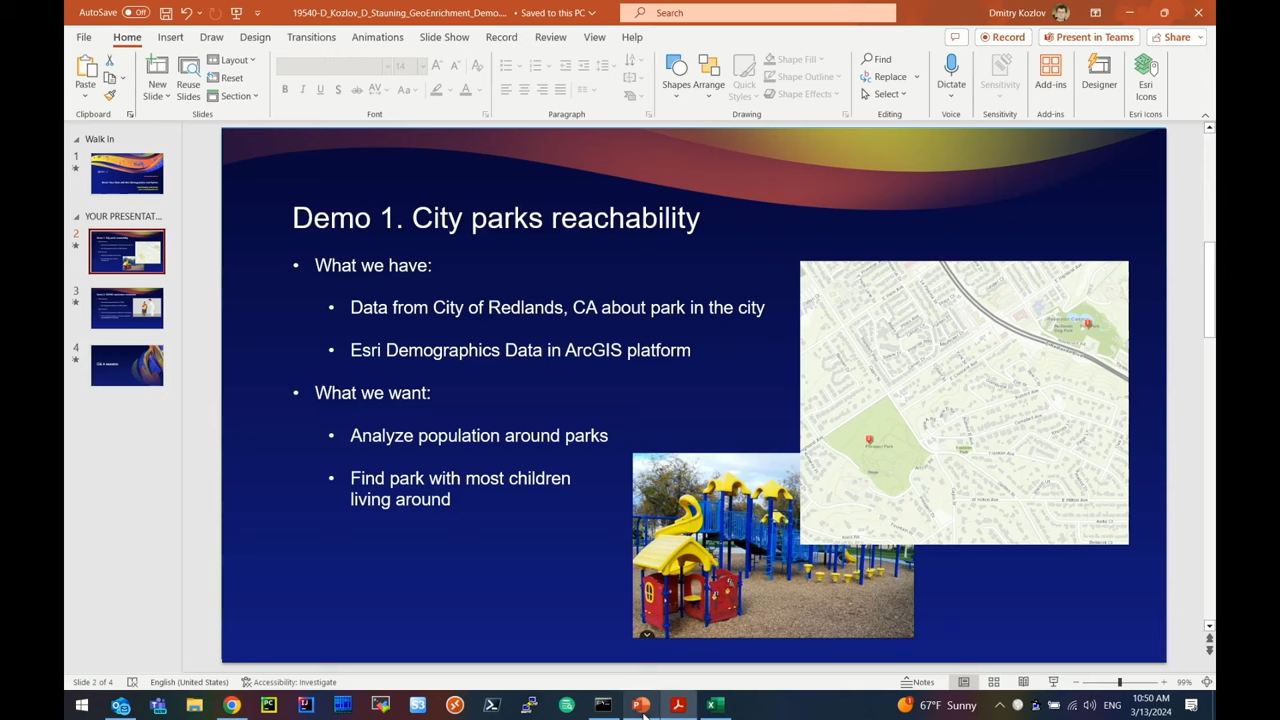 AutoSave Off
19540-D_Kozlov_D_Stauning_GeoEnrichment_Demo... • Saved to this PC
Search
Dmitry Kozlov
File Home Insert Draw Design Transitions Animations Slide Show Record Review View Help
Record
Present in Teams
Share
Paste
New Slide
Reuse Slides
Layout
Reset
Section
14
Shapes
Arrange
Quick Styles
Shape Fill
Shape Outline
Shape Effects
Find
Replace
Select
Dictate
Sensitivity
Add-ins
Designer
Esri Icons
Clipboard
Slides
Font
Paragraph
Drawing
Editing
Voice
Sensitivity
Add-ins
Esri Icons
Walk In
1
YOUR PRESENTAT...
2
3
4
Demo 1. City parks reachability
• What we have:
• Data from City of Redlands, CA about park in the city
• Esri Demographics Data in ArcGIS platform
• What we want:
• Analyze population around parks
• Find park with most children
living around
Slide 2 of 4
English (United States)
Accessibility: Investigate
Notes
99%
67°F Sunny
ENG
10:50 AM
3/13/2024